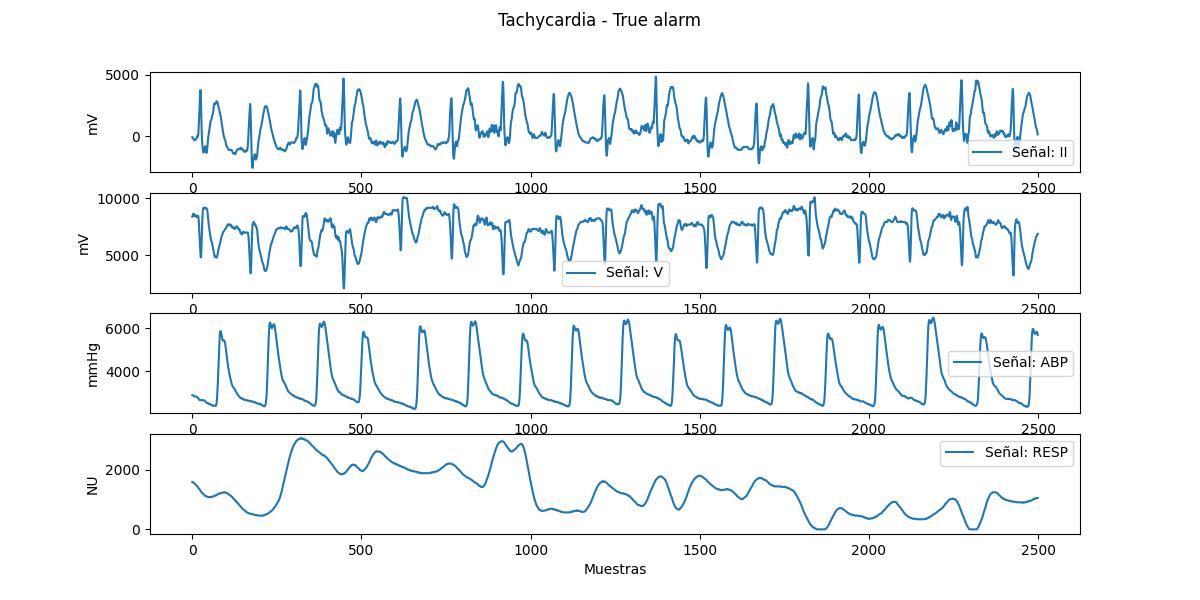 Tachycardia - True alarm
5000
0
mV
Señal: II
0 500 1000 1500 2000 2500
10000
5000
mV
Señal: V
0 500 1000 1500 2000 2500
6000
4000
mmHg
Señal: ABP
0 500 1000 1500 2000 2500
2000
0
NU
Señal: RESP
0 500 1000 1500 2000 2500
Muestras